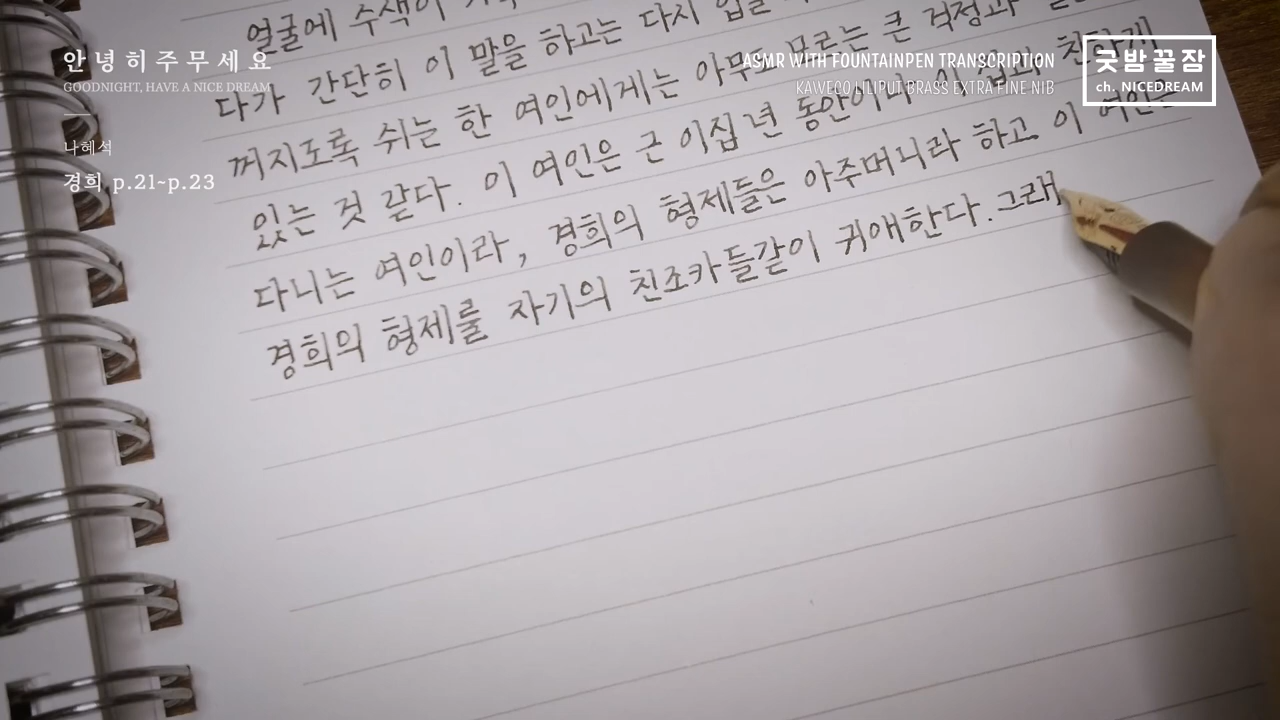 안녕히주무세요
GOODNIGHT, HAVE A NICE DREAM
나혜석
경희 p.21~p.23
ASMR WITH FOUNTAINPEN TRANSCRIPTION
KAWECO LILIPUT BRASS EXTRA FINE NIB
굿밤꿀잠
ch. NICEDREAM
얼굴에 수색이
다가 간단히 이 말을 하고는 다시
꺼지도록 쉬는 한 여인에게는 아무도 모르는 큰 걱정과
있는 것 같다. 이 여인은 근 이십 년 동안이나 이 집과 친하게
다니는 여인이라, 경희의 형제들은 아주머니라 하고 이 여인은
경희의 형제를 자기의 친조카들같이 귀애한다. 그래